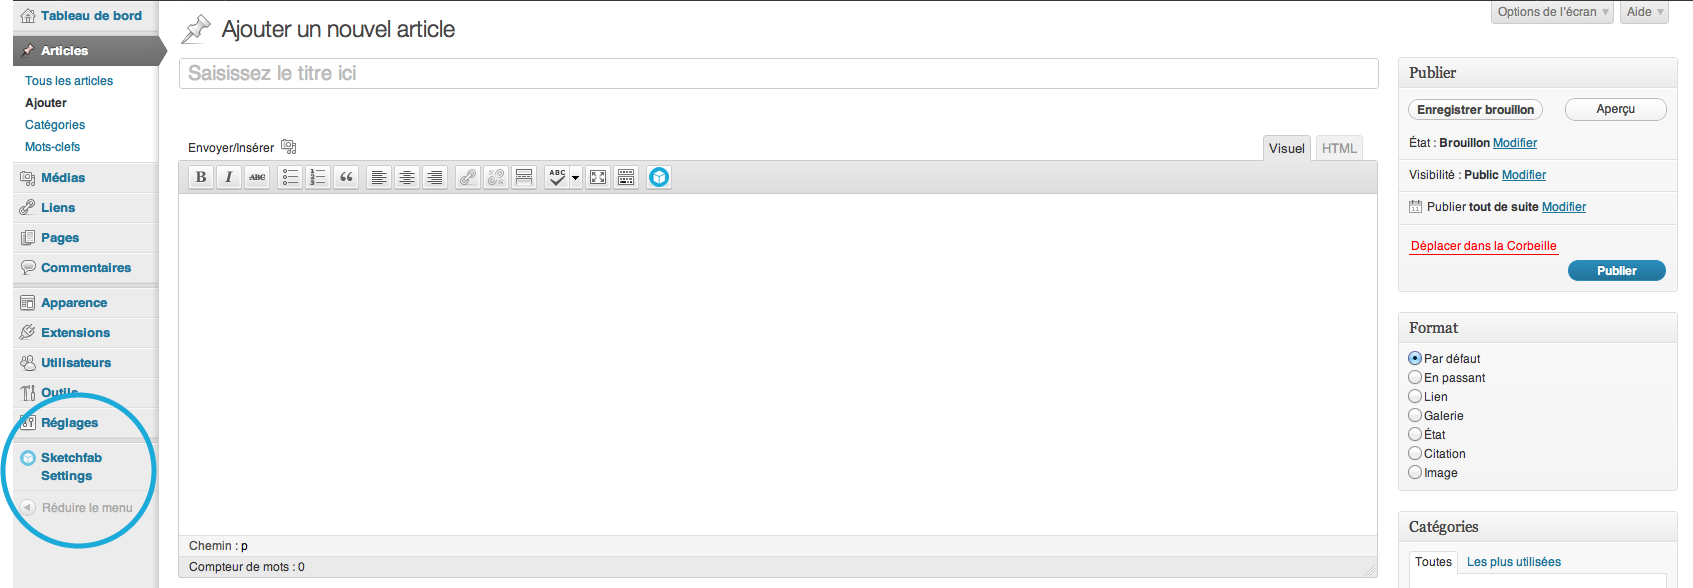 Tableau de bord
Articles
Tous les articles
Ajouter
Catégories
Mots-clefs
Médias
Liens
Pages
Commentaires
Apparence
Extensions
Utilisateurs
Outils
Réglages
Sketchfab
Settings
Réduire le menu
Options de l'écran
Aide
Ajouter un nouvel article
Saisissez le titre ici
Envoyer/Insérer
Visuel
HTML
B I ABC
ABC
Chemin : p
Compteur de mots : 0
Publier
Enregistrer brouillon
Aperçu
État : Brouillon Modifier
Visibilité : Public Modifier
Publier tout de suite Modifier
Déplacer dans la Corbeille
Publier
Format
Par défaut
En passant
Lien
Galerie
État
Citation
Image
Catégories
Toutes
Les plus utilisées